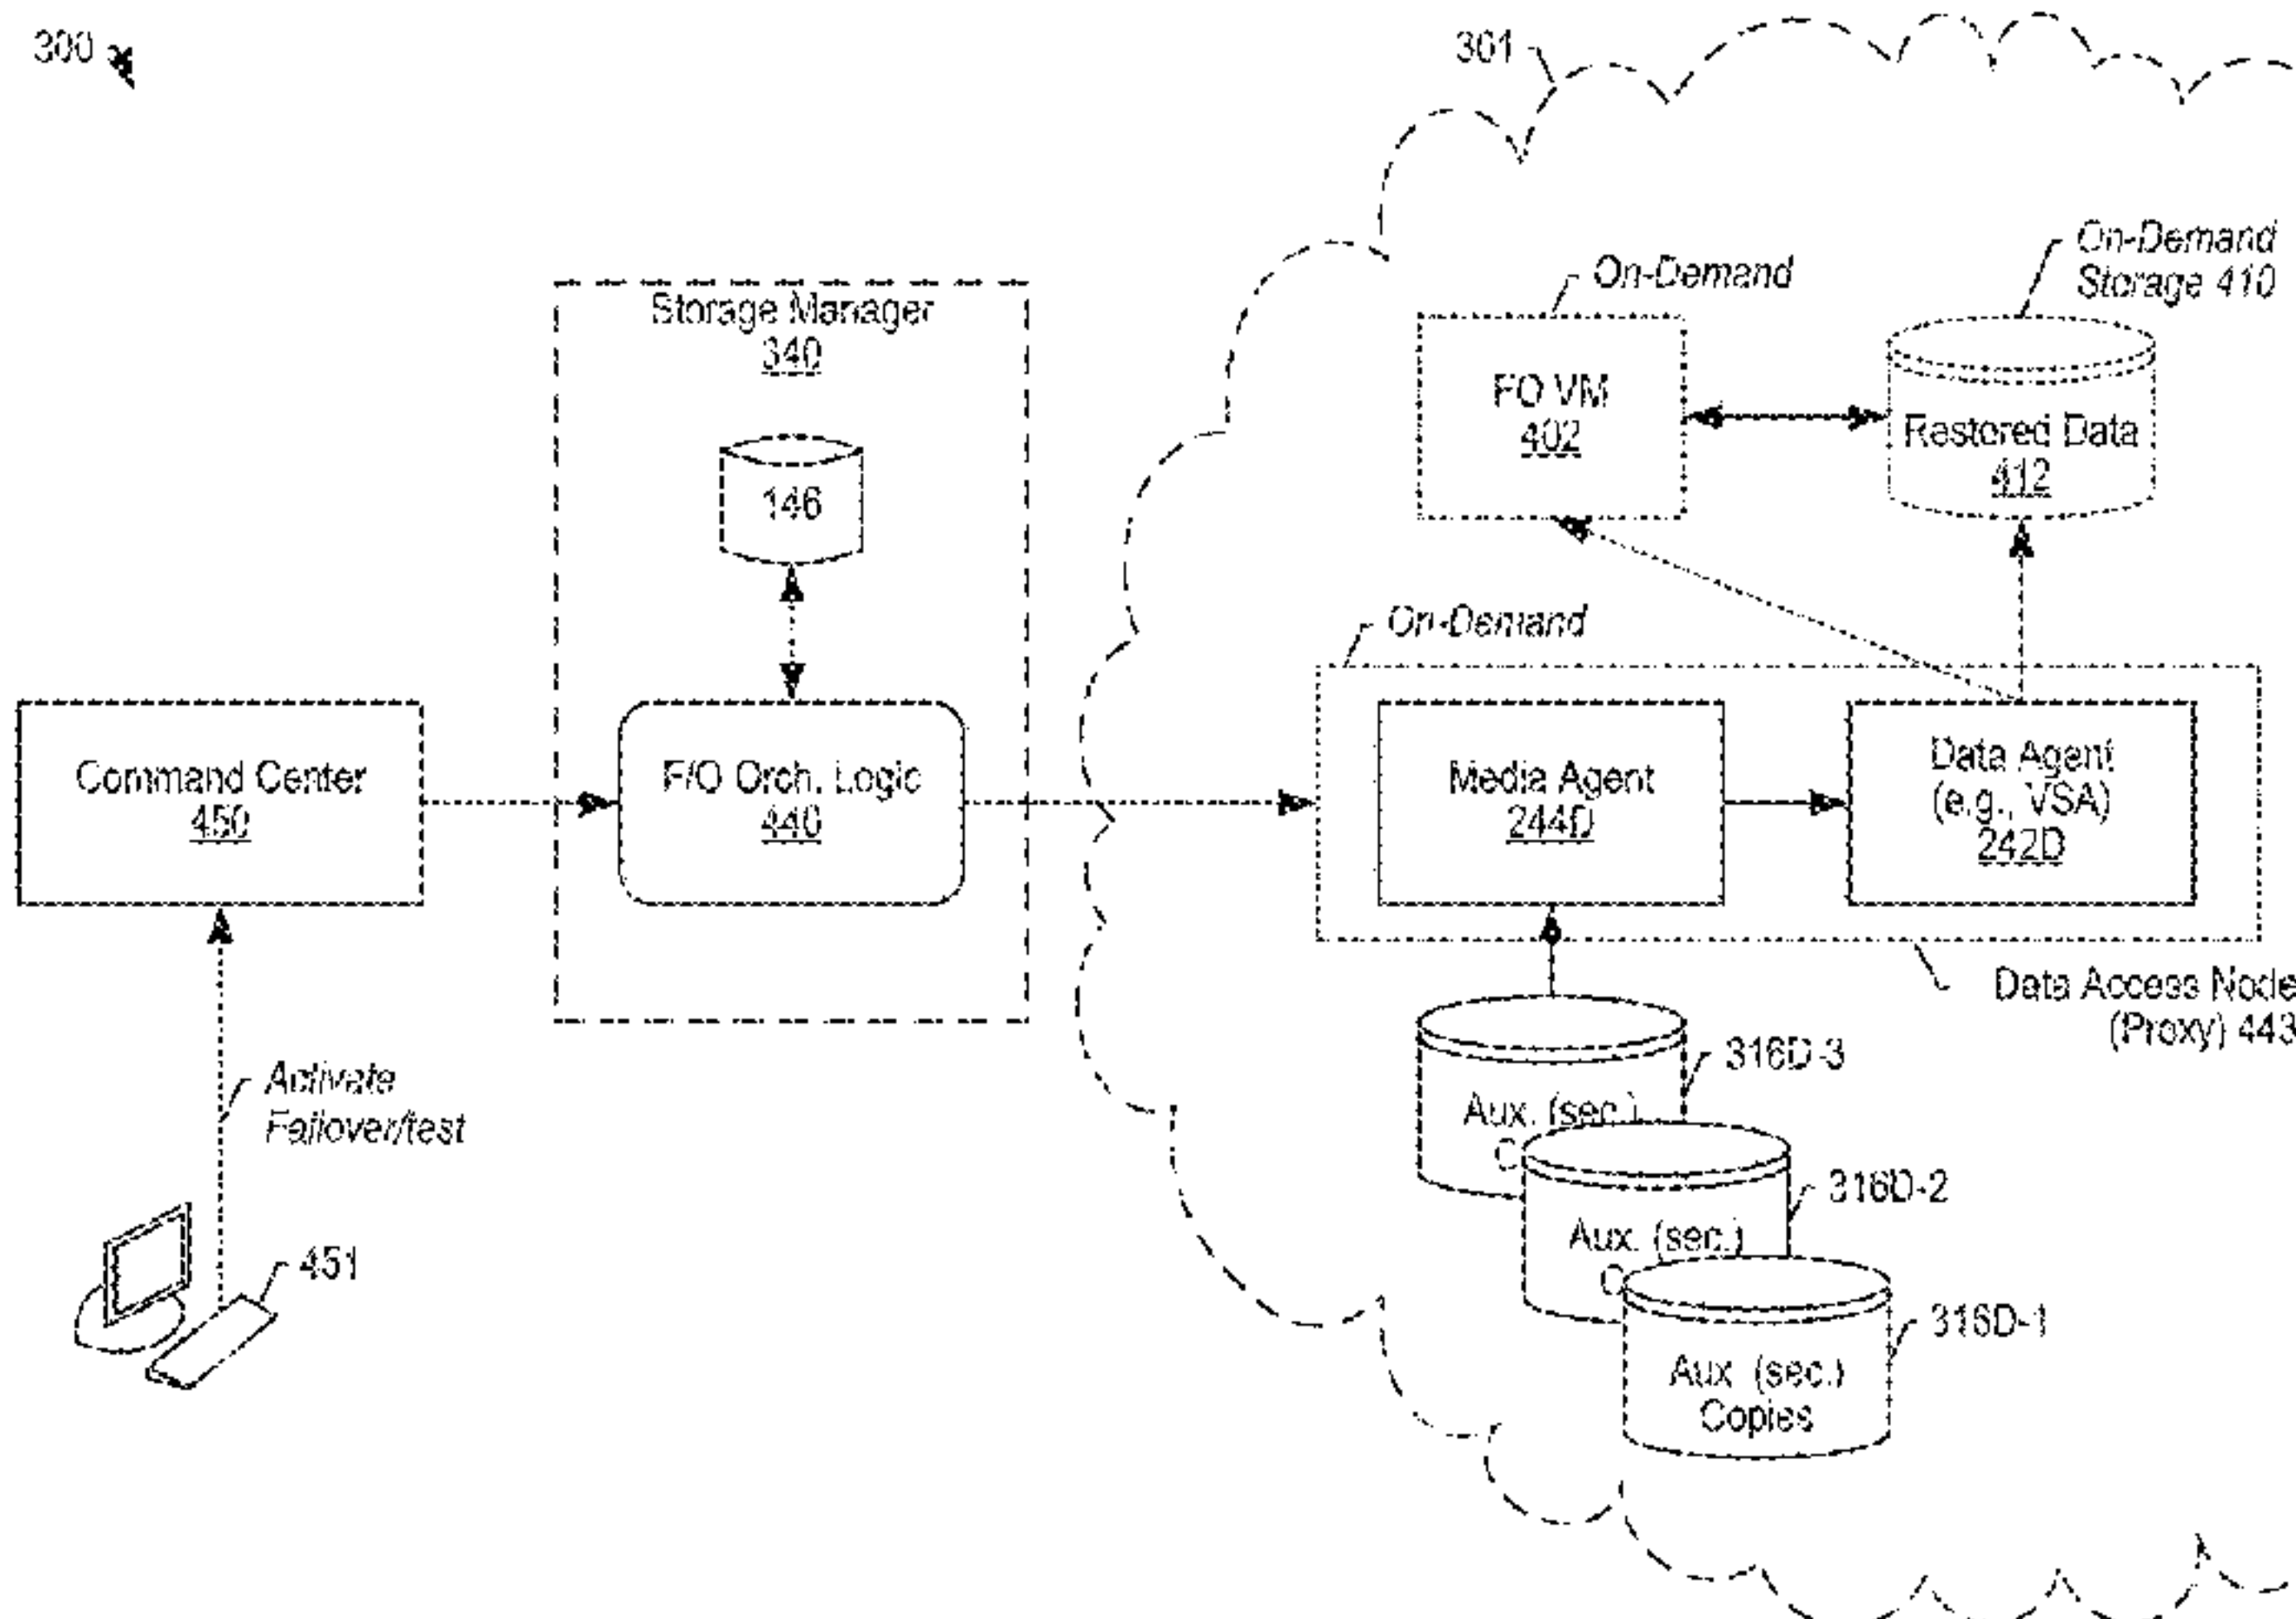 300
301
On-Demand
On-Demand
Storage 410
Storage Manager
340
FO VM
402
Restored Data
412
146
On-Demand
Command Center
450
F/O Orch. Logic
440
Media Agent
244D
Data Agent
(e.g., VSA)
242D
Data Access Node
(Proxy) 443
Activate
Failover/test
316D-3
Aux. (sec.)
C
316D-2
Aux. (sec.)
C
451
316D-1
Aux. (sec.)
Copies